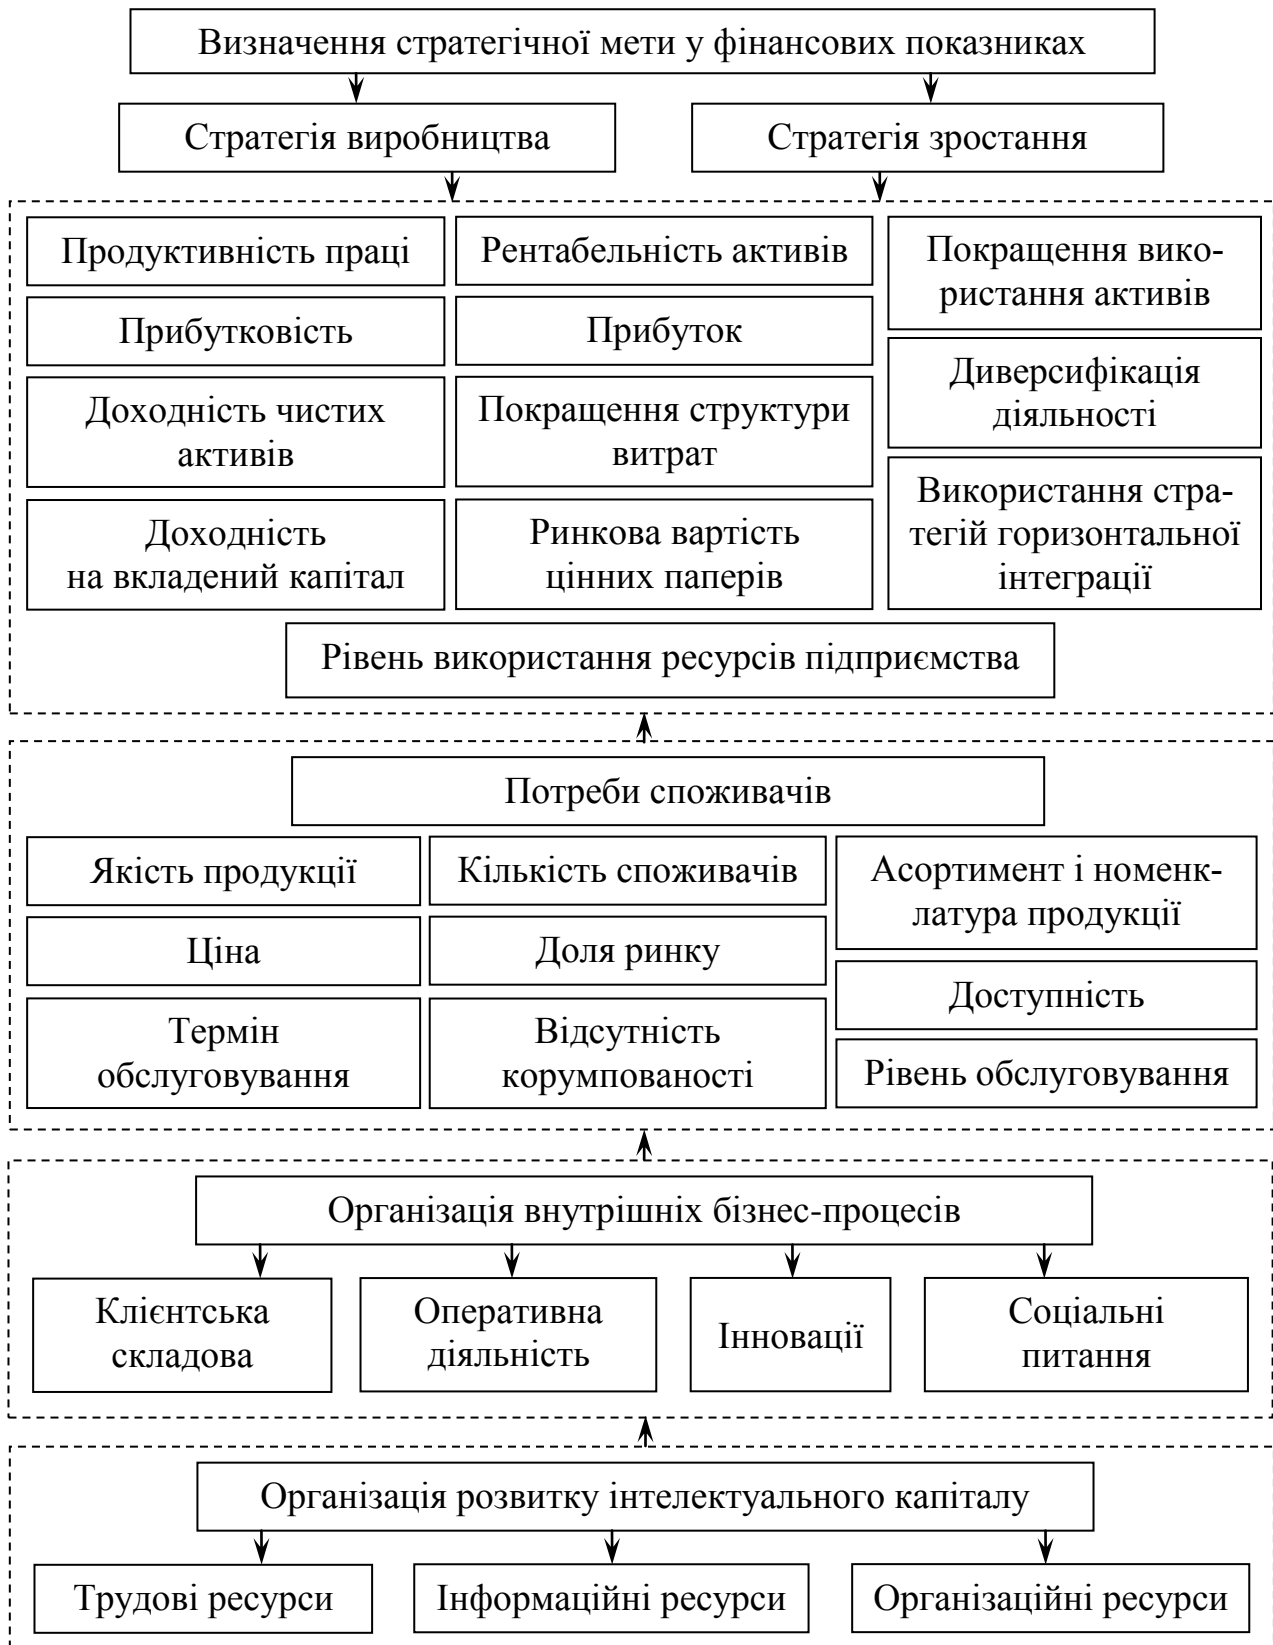 Визначення стратегічної мети у фінансових показниках
Стратегія виробництва
Стратегія зростання
Продуктивність праці
Рентабельність активів
Покращення вико-
ристання активів
Прибутковість
Прибуток
Диверсифікація
діяльності
Доходність чистих
активів
Покращення структури
витрат
Використання стра-
тегій горизонтальної
інтеграції
Доходність
на вкладений капітал
Ринкова вартість
цінних паперів
Рівень використання ресурсів підприємства
Потреби споживачів
Якість продукції
Кількість споживачів
Асортимент і номенк-
латура продукції
Ціна
Доля ринку
Доступність
Термін
обслуговування
Відсутність
корумпованості
Рівень обслуговування
Організація внутрішніх бізнес-процесів
Клієнтська
складова
Оперативна
діяльність
Інновації
Соціальні
питання
Організація розвитку інтелектуального капіталу
Трудові ресурси
Інформаційні ресурси
Організаційні ресурси